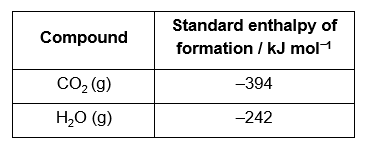 Compound
Standard enthalpy of
formation / kJ mol⁻¹
CO₂ (g)
–394
H₂O (g)
–242